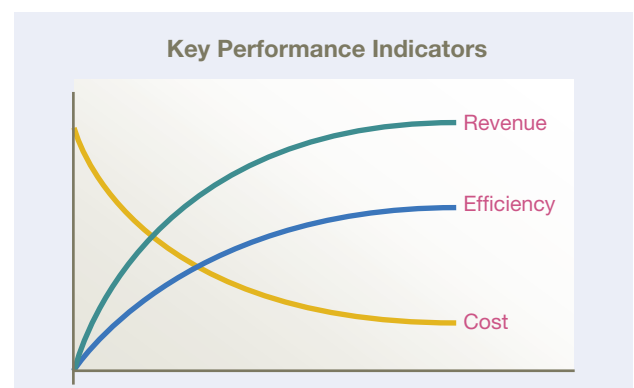 Key Performance Indicators
Revenue
Efficiency
Cost